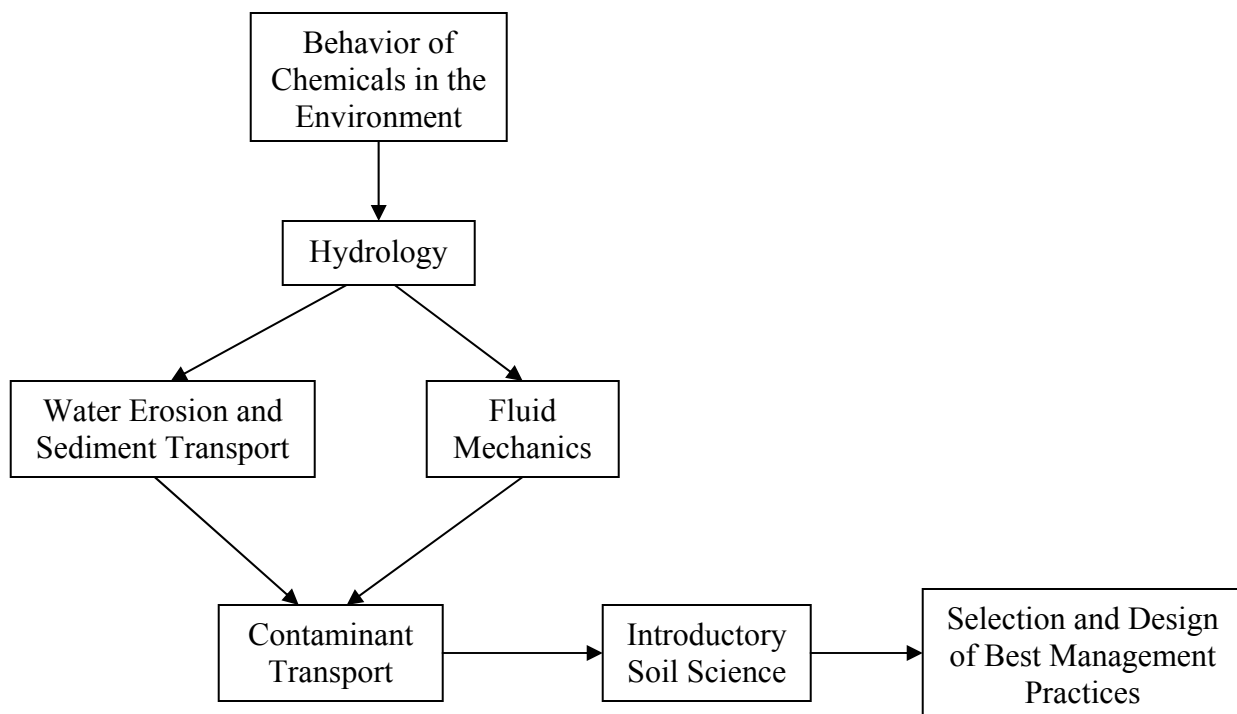 Behavior of
Chemicals in the
Environment
Hydrology
Water Erosion and
Sediment Transport
Fluid
Mechanics
Contaminant
Transport
Introductory
Soil Science
Selection and Design
of Best Management
Practices